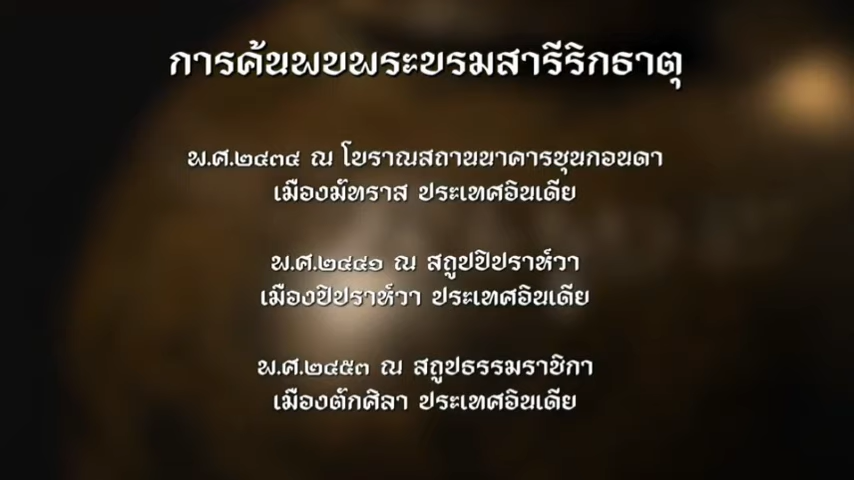 การค้นพบพระบรมสารีริกธาตุ
พ.ศ.๒๔๓๔ ณ โบราณสถานนาคารชุนกอนดา
เมืองมัทราส ประเทศอินเดีย
พ.ศ.๒๔๔๑ ณ สถูปปิปราห์วา
เมืองปิปราห์วา ประเทศอินเดีย
พ.ศ.๒๔๕๓ ณ สถูปธรรมราชิกา
เมืองตักศิลา ประเทศอินเดีย